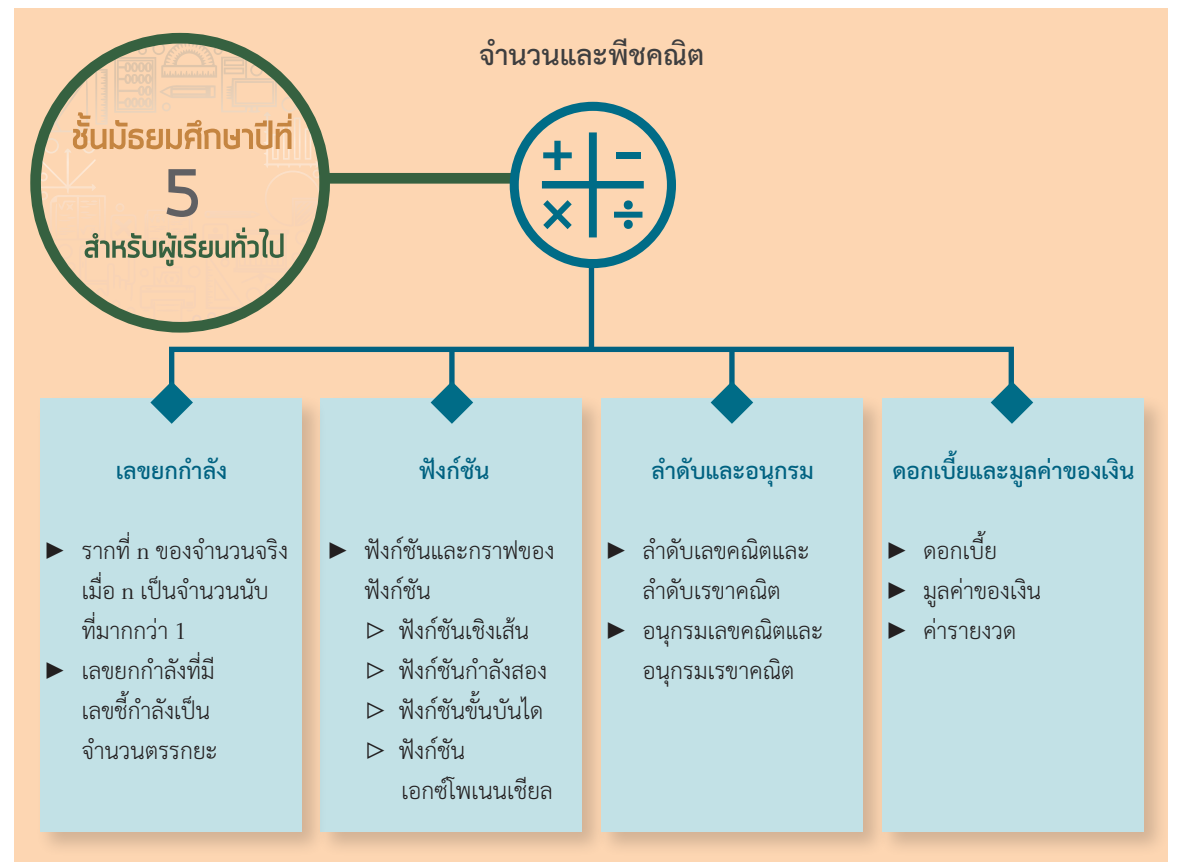 จำนวนและพีชคณิต
ชั้นมัธยมศึกษาปีที่
5
สำหรับผู้เรียนทั่วไป
+ −
× ÷
เลขยกกำลัง
► รากที่ n ของจำนวนจริง
เมื่อ n เป็นจำนวนนับ
ที่มากกว่า 1
► เลขยกกำลังที่มี
เลขชี้กำลังเป็น
จำนวนตรรกยะ
ฟังก์ชัน
► ฟังก์ชันและกราฟของ
ฟังก์ชัน
▷ ฟังก์ชันเชิงเส้น
▷ ฟังก์ชันกำลังสอง
▷ ฟังก์ชันขั้นบันได
▷ ฟังก์ชัน
เอกซ์โพเนนเชียล
ลำดับและอนุกรม
► ลำดับเลขคณิตและ
ลำดับเรขาคณิต
► อนุกรมเลขคณิตและ
อนุกรมเรขาคณิต
ดอกเบี้ยและมูลค่าของเงิน
► ดอกเบี้ย
► มูลค่าของเงิน
► ค่ารายงวด